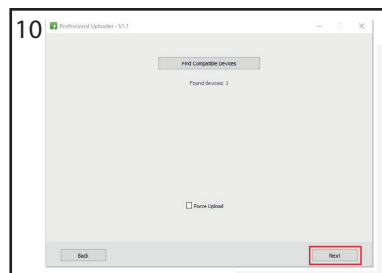 10
Professional Uploader - V1.1
Find Compatible Devices
Found devices: 1
Force Upload
Back
Next